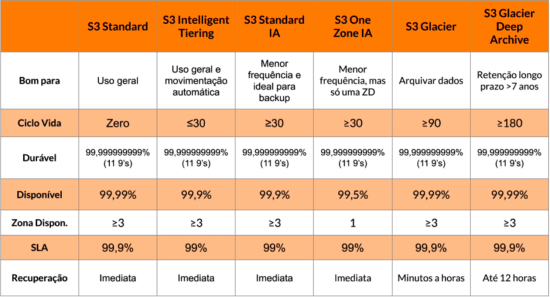 S3 Standard
S3 Intelligent
Tiering
S3 Standard
IA
S3 One
Zone IA
S3 Glacier
S3 Glacier
Deep
Archive
Bom para
Uso geral
Uso geral e
movimentação
automática
Menor
frequência e
ideal para
backup
Menor
frequência, mas
só uma ZD
Arquivar dados
Retenção longo
prazo >7 anos
Ciclo Vida
Zero
≤30
≥30
≥30
≥90
≥180
Durável
99,999999999%
(11 9's)
99,999999999%
(11 9's)
99,999999999%
(11 9's)
99,999999999%
(11 9's)
99,999999999%
(11 9's)
99,999999999%
(11 9's)
Disponível
99,99%
99,9%
99,9%
99,5%
99,99%
99,99%
Zona Dispon.
≥3
≥3
≥3
1
≥3
≥3
SLA
99,9%
99%
99%
99%
99,9%
99,9%
Recuperação
Imediata
Imediata
Imediata
Imediata
Minutos a horas
Até 12 horas